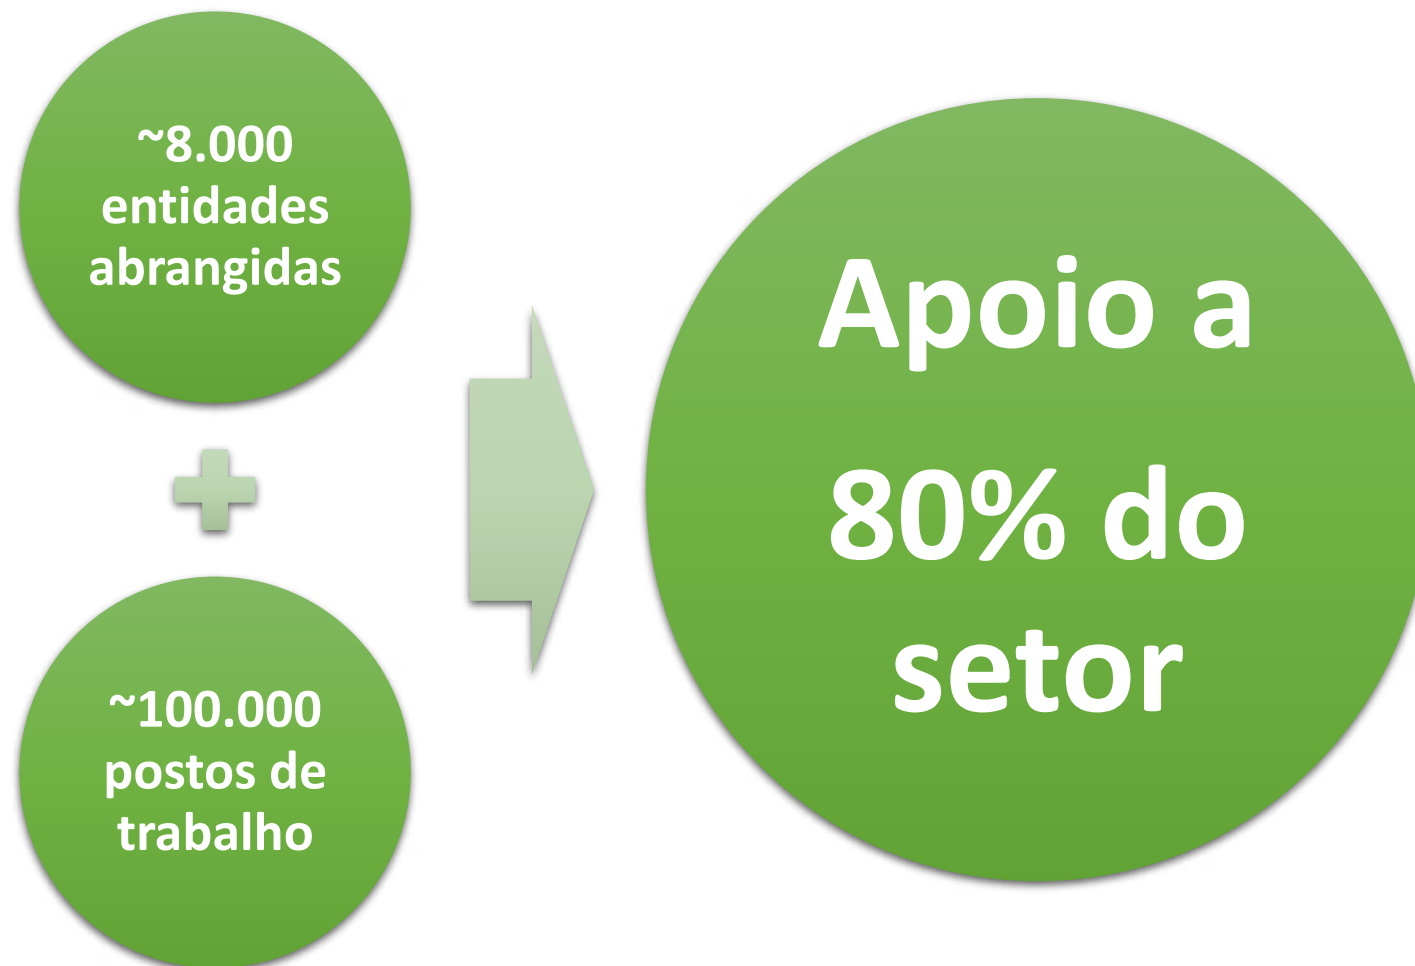 ~8.000
entidades
abrangidas
~100.000
postos de
trabalho
Apoio a
80% do
setor